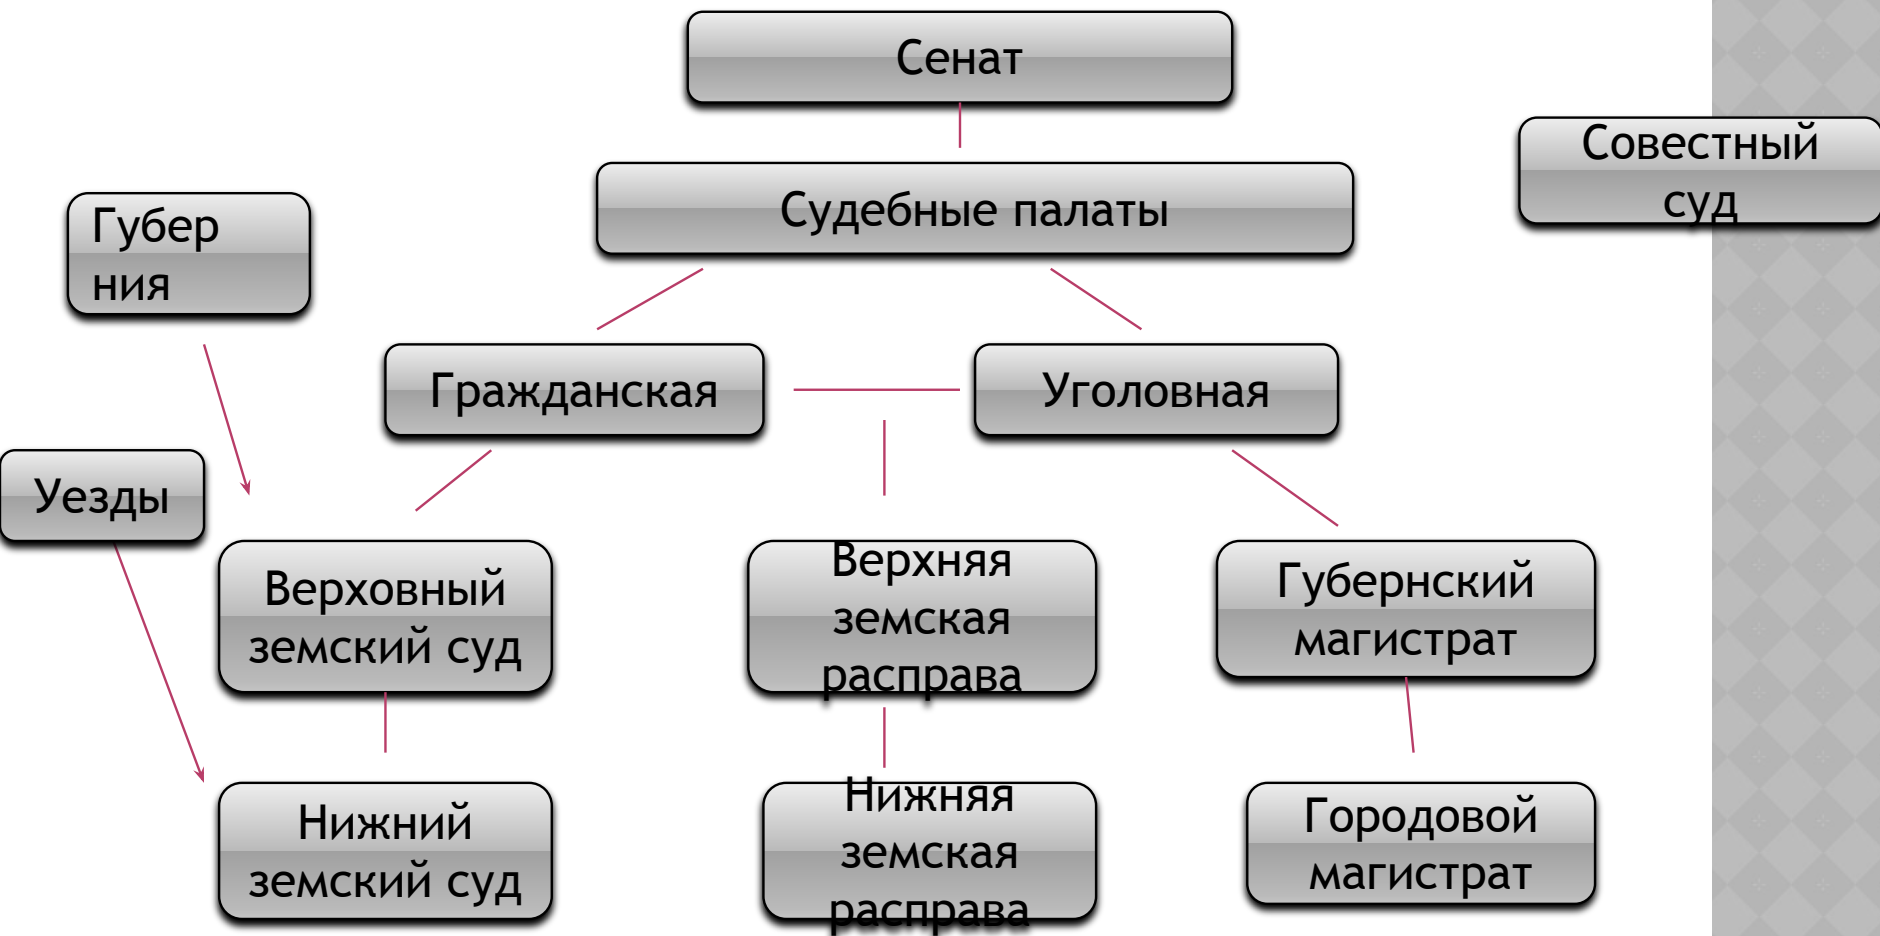 Сенат
Совестный
суд
Судебные палаты
Губер
ния
Гражданская
Уголовная
Уезды
Верховный
земский суд
Верхняя
земская
расправа
Губернский
магистрат
Нижний
земский суд
Нижняя
земская
расправа
Городовой
магистрат